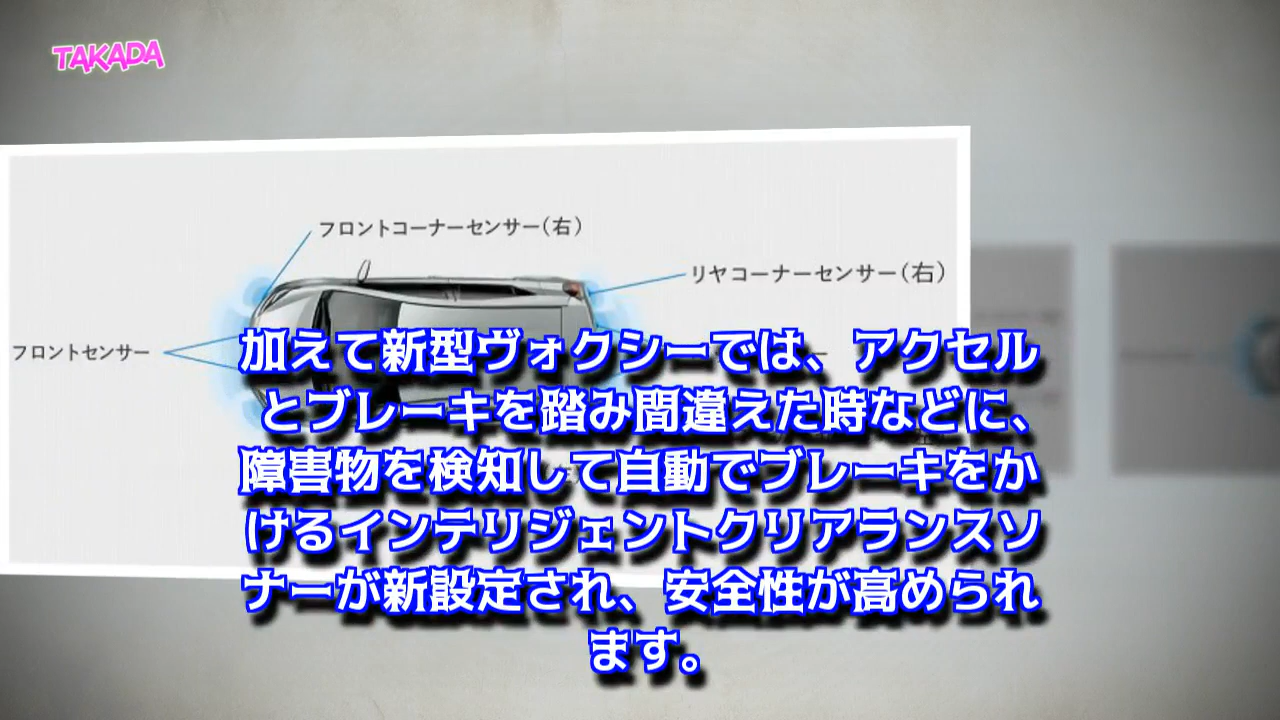 TAKADA
フロントコーナーセンサー（右）
リヤコーナーセンサー（右）
フロントセンサー
加えて新型ヴォクシーでは、アクセル
とブレーキを踏み間違えた時などに、
障害物を検知して自動でブレーキをか
けるインテリジェントクリアランスソ
ナーが新設定され、安全性が高められ
ます。